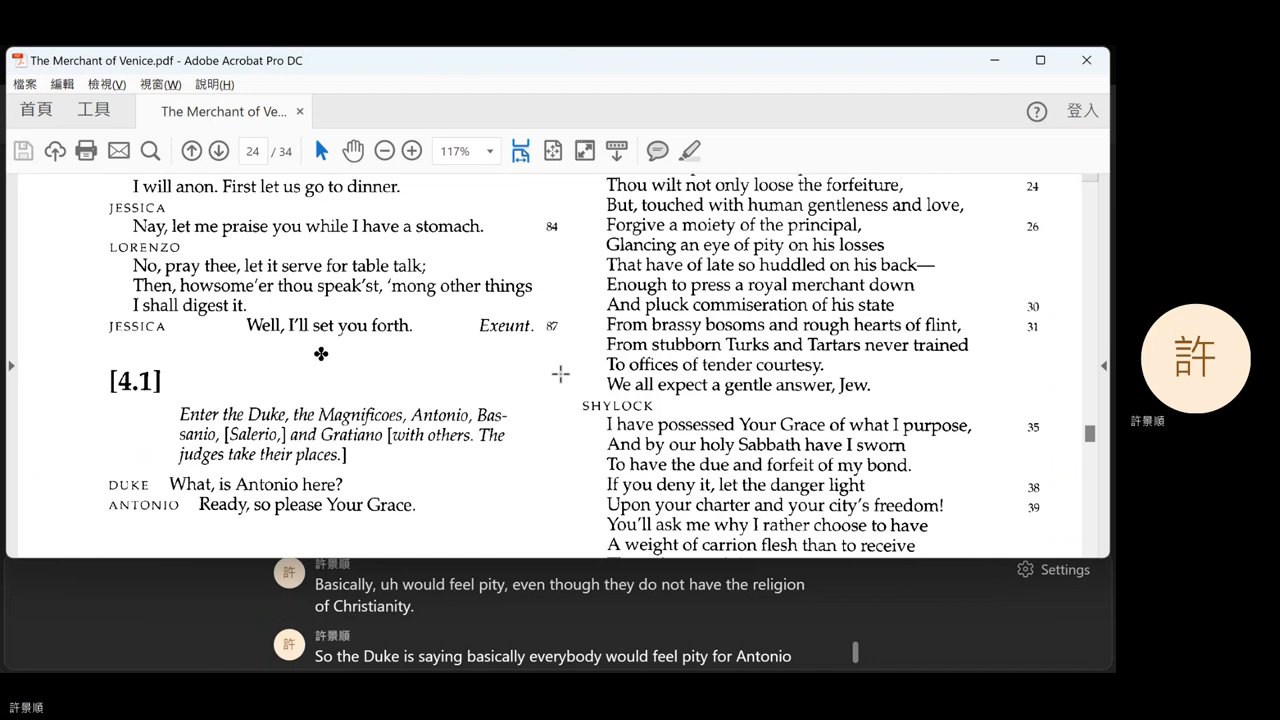 The Merchant of Venice.pdf - Adobe Acrobat Pro DC
檔案 編輯 檢視(V) 視窗(W) 說明(H)
首頁 工具 The Merchant of Ve... × ? 登入
24 / 34 117%
I will anon. First let us go to dinner.
JESSICA
Nay, let me praise you while I have a stomach. 84
LORENZO
No, pray thee, let it serve for table talk;
Then, howsome'er thou speak'st, 'mong other things
I shall digest it.
JESSICA Well, I'll set you forth. Exeunt. 87
[4.1]
Enter the Duke, the Magnificoes, Antonio, Bas-
sanio, [Salerio,] and Gratiano [with others. The
judges take their places.]
DUKE What, is Antonio here?
ANTONIO Ready, so please Your Grace.
Thou wilt not only loose the forfeiture, 24
But, touched with human gentleness and love,
Forgive a moiety of the principal, 26
Glancing an eye of pity on his losses
That have of late so huddled on his back—
Enough to press a royal merchant down
And pluck commiseration of his state 30
From brassy bosoms and rough hearts of flint, 31
From stubborn Turks and Tartars never trained
To offices of tender courtesy.
We all expect a gentle answer, Jew.
SHYLOCK
I have possessed Your Grace of what I purpose, 35
And by our holy Sabbath have I sworn
To have the due and forfeit of my bond.
If you deny it, let the danger light 38
Upon your charter and your city's freedom! 39
You'll ask me why I rather choose to have
A weight of carrion flesh than to receive
許
許景順
許 許景順
Basically, uh would feel pity, even though they do not have the religion
of Christianity.
Settings
許 許景順
So the Duke is saying basically everybody would feel pity for Antonio
許景順